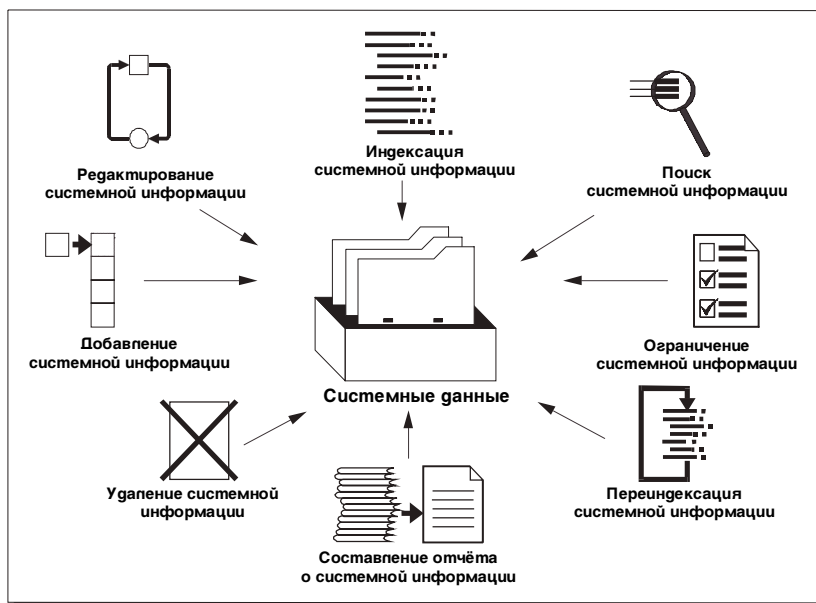 Индексация
системной информации
Редактирование
системной информации
Поиск
системной информации
Добавление
системной информации
Ограничение
системной информации
Системные данные
Удаление системной
информации
Переиндексация
системной информации
Составление отчёта
о системной информации